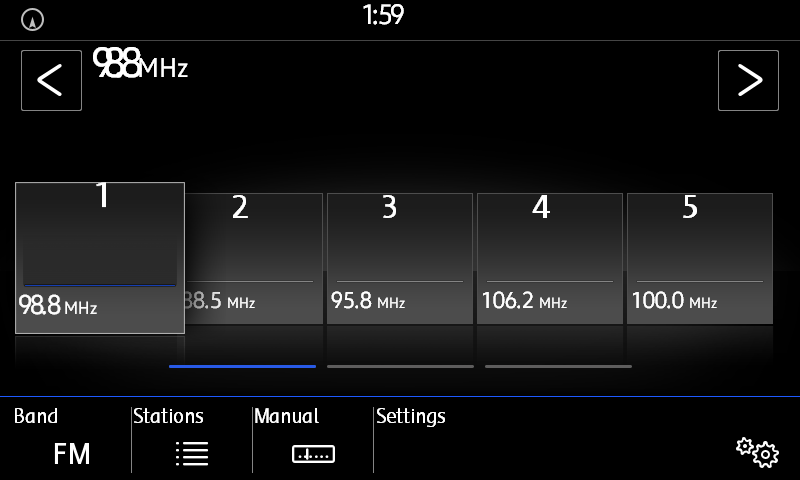 1:59
98.8 MHz
1 2 3 4 5
98.8 MHz 88.5 MHz 95.8 MHz 106.2 MHz 100.0 MHz
Band Stations Manual Settings
FM